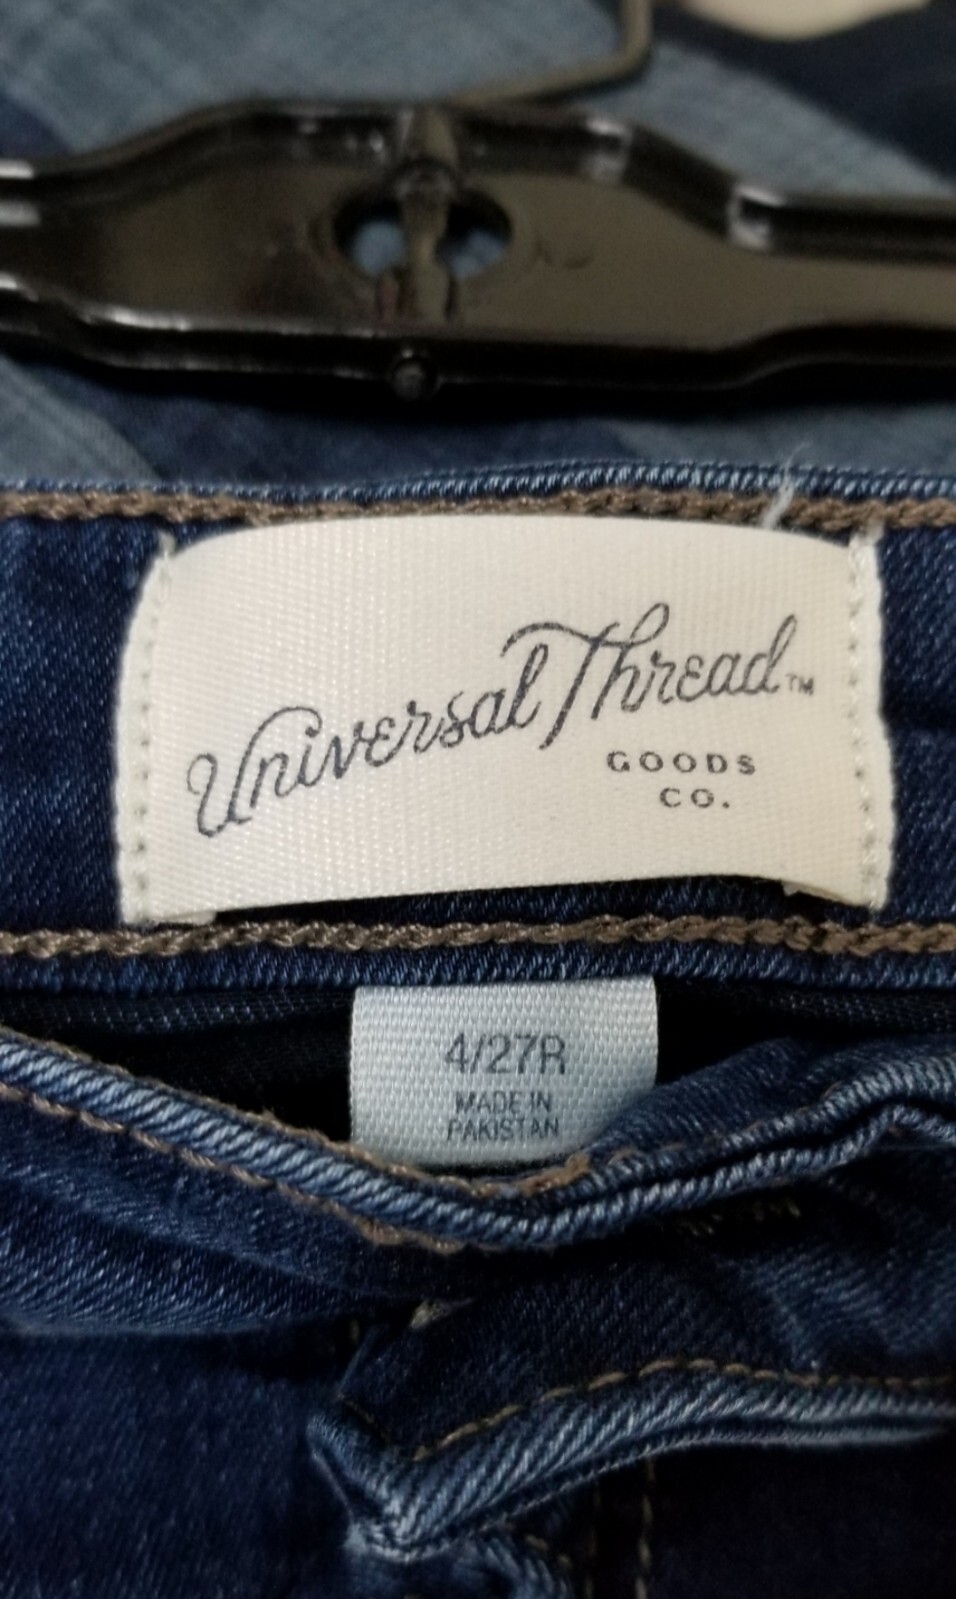 Universal Thread™
GOODS
CO.
4/27R
MADE IN
PAKISTAN